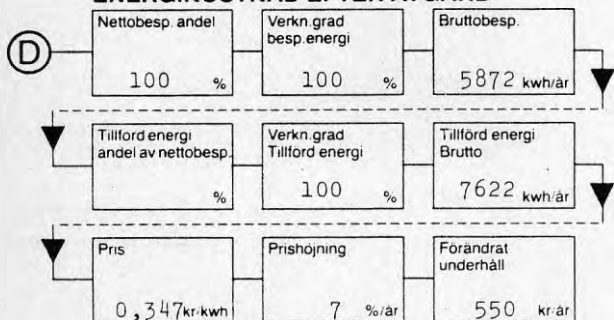 ENERGIKOSTNAD EFTER ÅTGÄRD
D
Nettobesp. andel
100 %
Verkn.grad
besp.energi
100 %
Bruttobesp.
5872 kwh/år
Tillförd energi
andel av nettobesp.
%
Verkn.grad
Tillförd energi
100 %
Tillförd energi
Brutto
7622 kwh/år
Pris
0,347 kr/kwh
Prishöjning
7 %/år
Förändrat
underhåll
550 kr/år